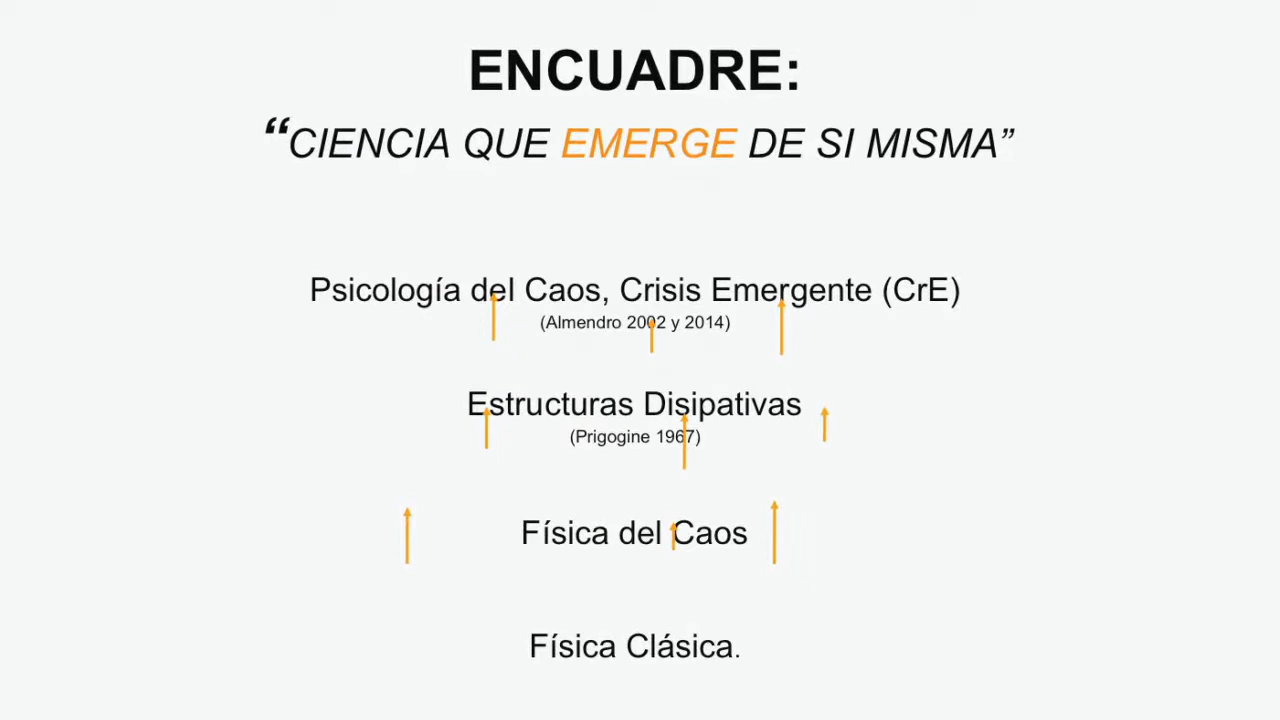 ENCUADRE:
“CIENCIA QUE EMERGE DE SI MISMA”
Psicología del Caos, Crisis Emergente (CrE)
(Almendro 2002 y 2014)
Estructuras Disipativas
(Prigogine 1967)
Física del Caos
Física Clásica.